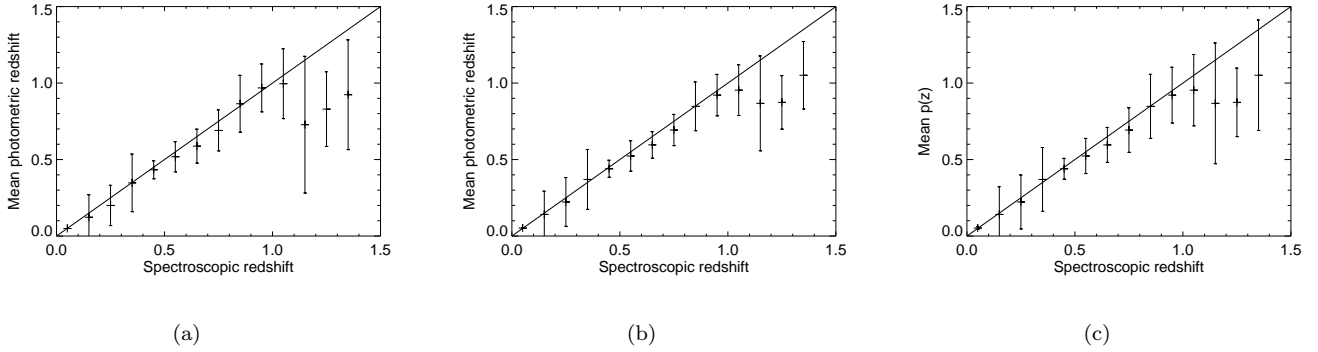 Mean photometric redshift
1.5
1.0
0.5
0.0
0.0 0.5 1.0 1.5
Spectroscopic redshift
(a)
Mean photometric redshift
1.5
1.0
0.5
0.0
0.0 0.5 1.0 1.5
Spectroscopic redshift
(b)
Mean p(z)
1.5
1.0
0.5
0.0
0.0 0.5 1.0 1.5
Spectroscopic redshift
(c)